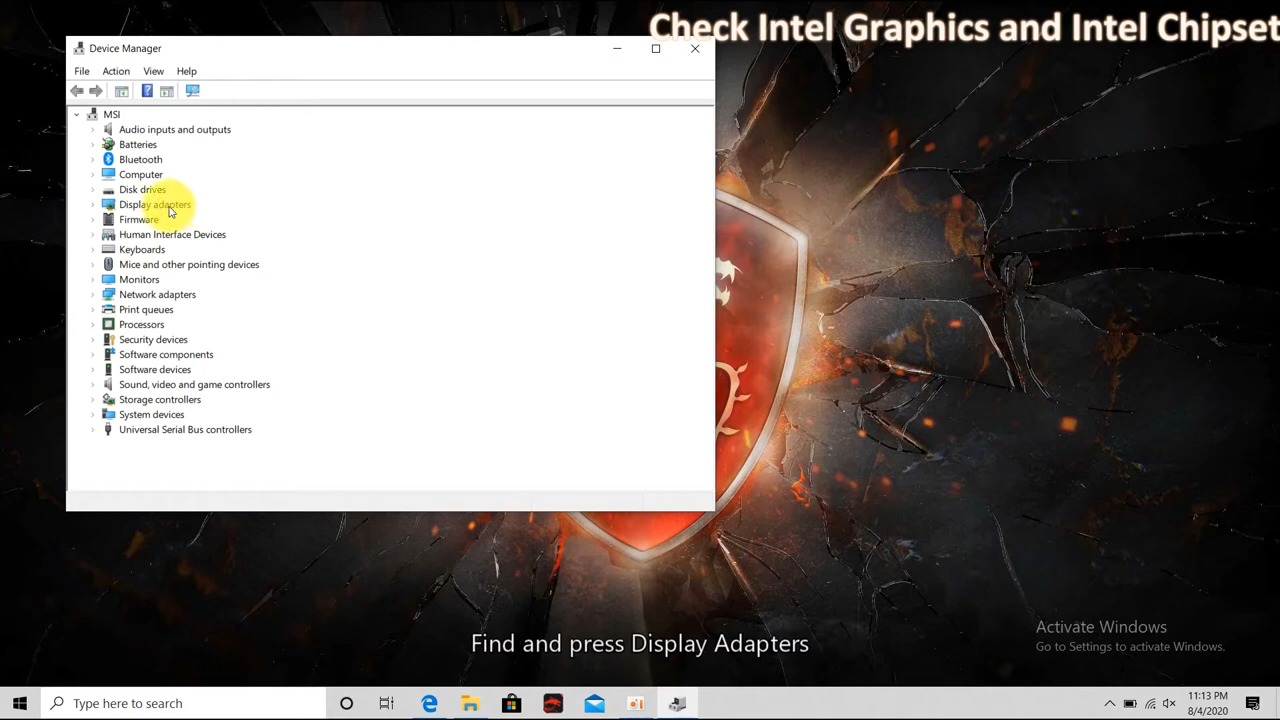 Check Intel Graphics and Intel Chipset
Device Manager
File Action View Help
MSI
Audio inputs and outputs
Batteries
Bluetooth
Computer
Disk drives
Display adapters
Firmware
Human Interface Devices
Keyboards
Mice and other pointing devices
Monitors
Network adapters
Print queues
Processors
Security devices
Software components
Software devices
Sound, video and game controllers
Storage controllers
System devices
Universal Serial Bus controllers
Find and press Display Adapters
Activate Windows
Go to Settings to activate Windows.
Type here to search
11:13 PM
8/4/2020